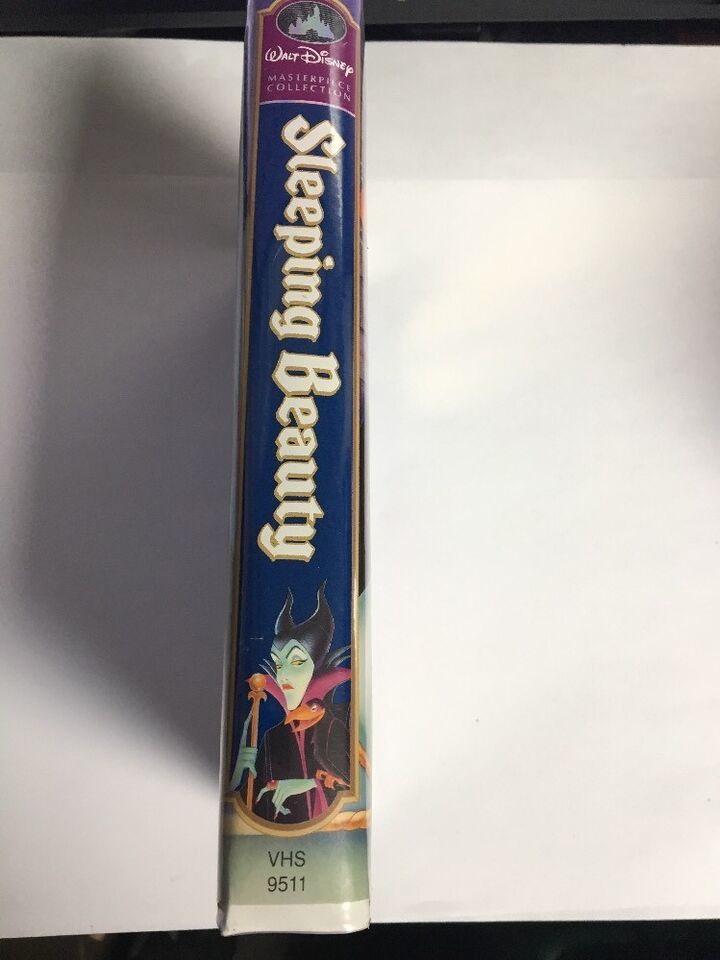 Walt Disney
MASTERPIECE
COLLECTION
Sleeping Beauty
VHS
9511